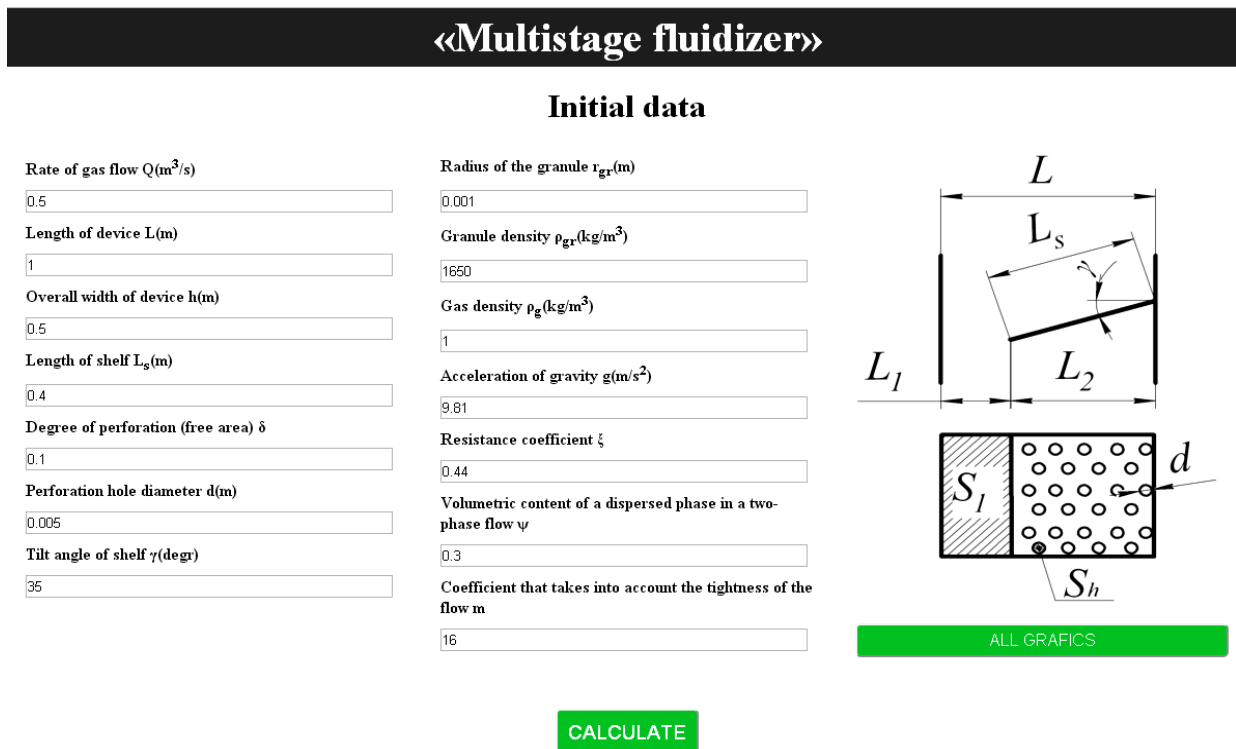 «Multistage fluidizer»
Initial data
Rate of gas flow Q(m³/s)
0.5
Length of device L(m)
1
Overall width of device h(m)
0.5
Length of shelf Lₛ(m)
0.4
Degree of perforation (free area) δ
0.1
Perforation hole diameter d(m)
0.005
Tilt angle of shelf γ(degr)
35
Radius of the granule r_gr(m)
0.001
Granule density ρ_gr(kg/m³)
1650
Gas density ρ_g(kg/m³)
1
Acceleration of gravity g(m/s²)
9.81
Resistance coefficient ξ
0.44
Volumetric content of a dispersed phase in a two-
phase flow ψ
0.3
Coefficient that takes into account the tightness of the
flow m
16
L
Lₛ
γ
L₁
L₂
d
S₁
Sₕ
ALL GRAFICS
CALCULATE